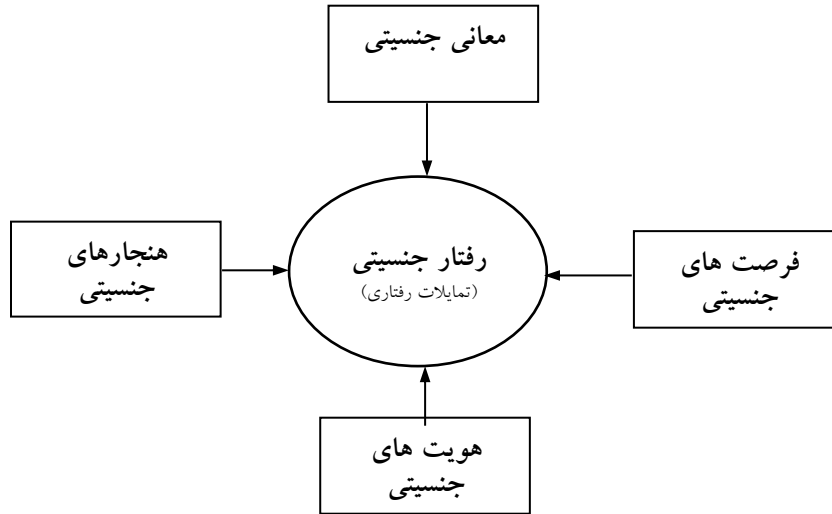 معانی جنسیتی
هنجارهای
جنسیتی
رفتار جنسیتی
(تمایلات رفتاری)
فرصت های
جنسیتی
هویت های
جنسیتی